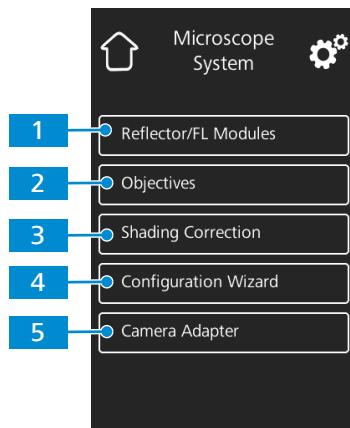 Microscope
System
1 Reflector/FL Modules
2 Objectives
3 Shading Correction
4 Configuration Wizard
5 Camera Adapter